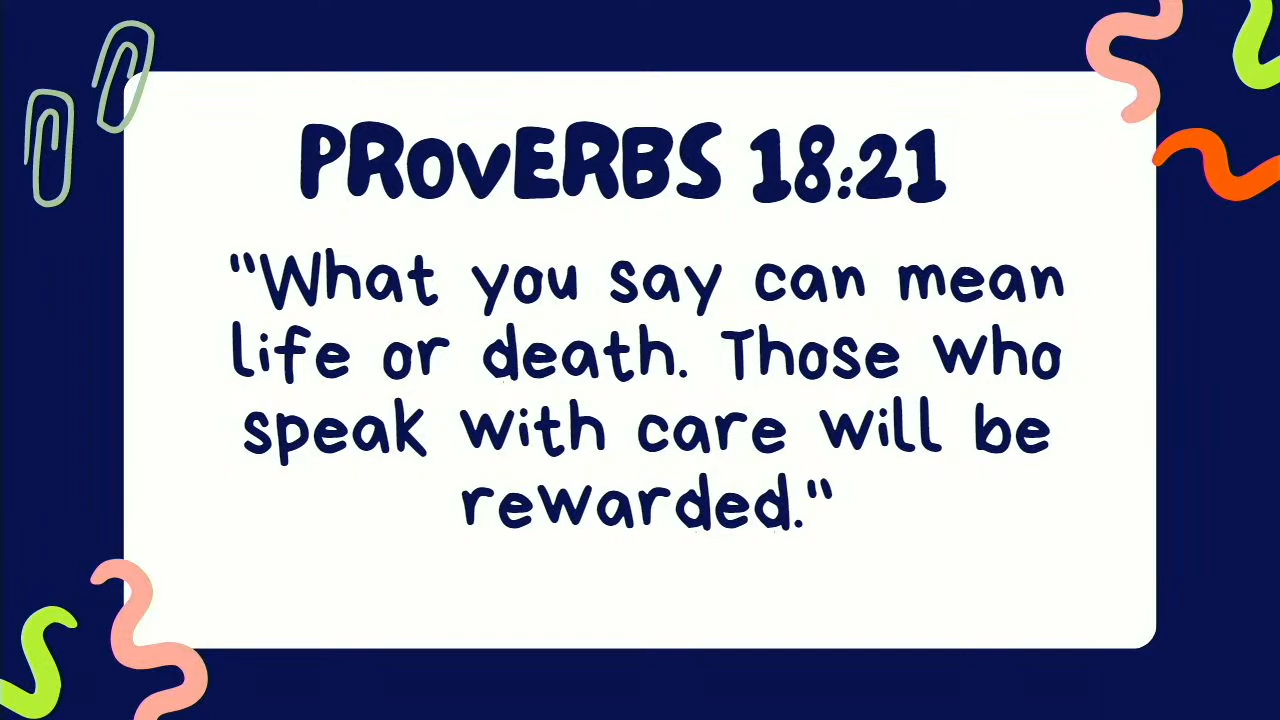 PROVERBS 18:21
"What you say can mean
life or death. Those who
speak with care will be
rewarded."